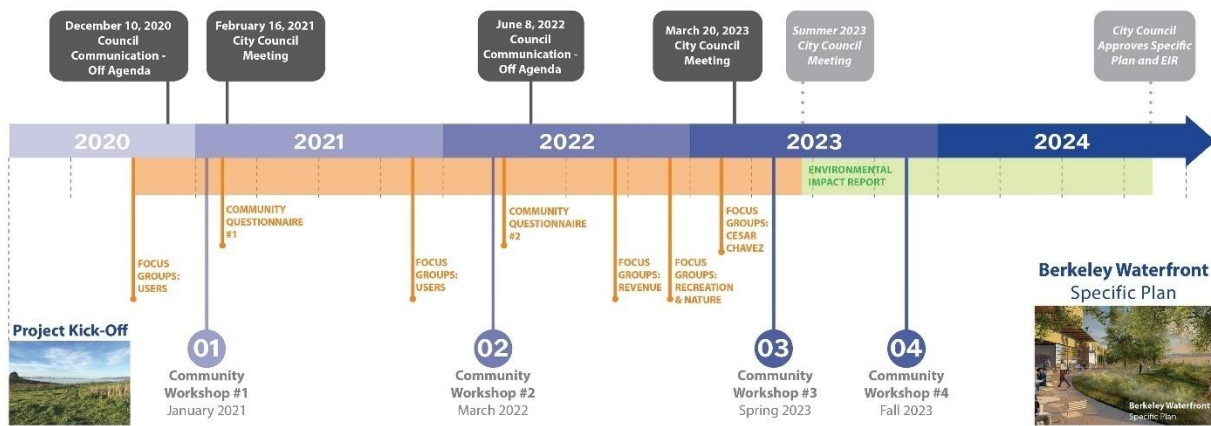 December 10, 2020
Council
Communication -
Off Agenda
February 16, 2021
City Council
Meeting
June 8, 2022
Council
Communication -
Off Agenda
March 20, 2023
City Council
Meeting
Summer 2023
City Council
Meeting
City Council
Approves Specific
Plan and EIR
2020
2021
2022
2023
2024
ENVIRONMENTAL
IMPACT REPORT
COMMUNITY
QUESTIONNAIRE
#1
COMMUNITY
QUESTIONNAIRE
#2
FOCUS
GROUPS:
CESAR
CHAVEZ
FOCUS
GROUPS:
USERS
FOCUS
GROUPS:
USERS
FOCUS
GROUPS:
REVENUE
FOCUS
GROUPS:
RECREATION
& NATURE
Project Kick-Off
01
Community
Workshop #1
January 2021
02
Community
Workshop #2
March 2022
03
Community
Workshop #3
Spring 2023
04
Community
Workshop #4
Fall 2023
Berkeley Waterfront
Specific Plan
Berkeley Waterfront
Specific Plan